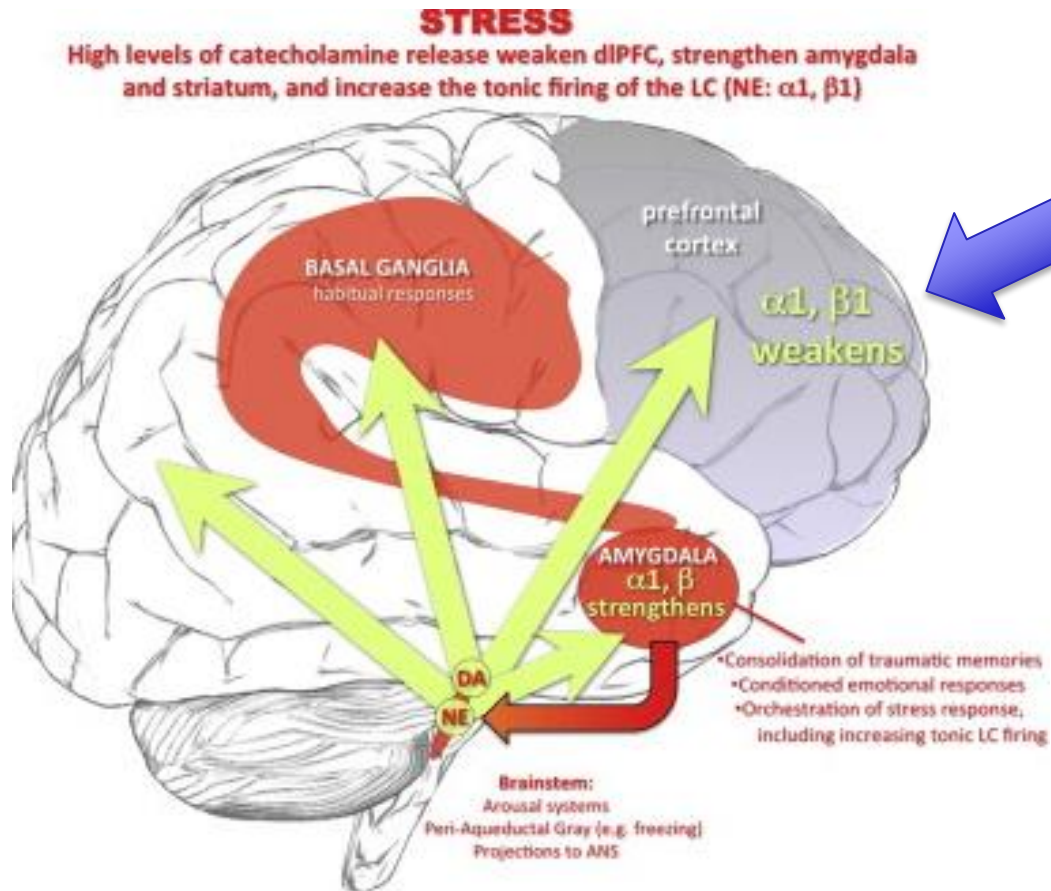 STRESS
High levels of catecholamine release weaken dlPFC, strengthen amygdala
and striatum, and increase the tonic firing of the LC (NE: α1, β1)
prefrontal
cortex
BASAL GANGLIA
habitual responses
α1, β1
weakens
AMYGDALA
α1, β
strengthens
DA
NE
•Consolidation of traumatic memories
•Conditioned emotional responses
•Orchestration of stress response,
including increasing tonic LC firing
Brainstem:
Arousal systems
Peri-Aqueductal Gray (e.g. freezing)
Projections to ANS